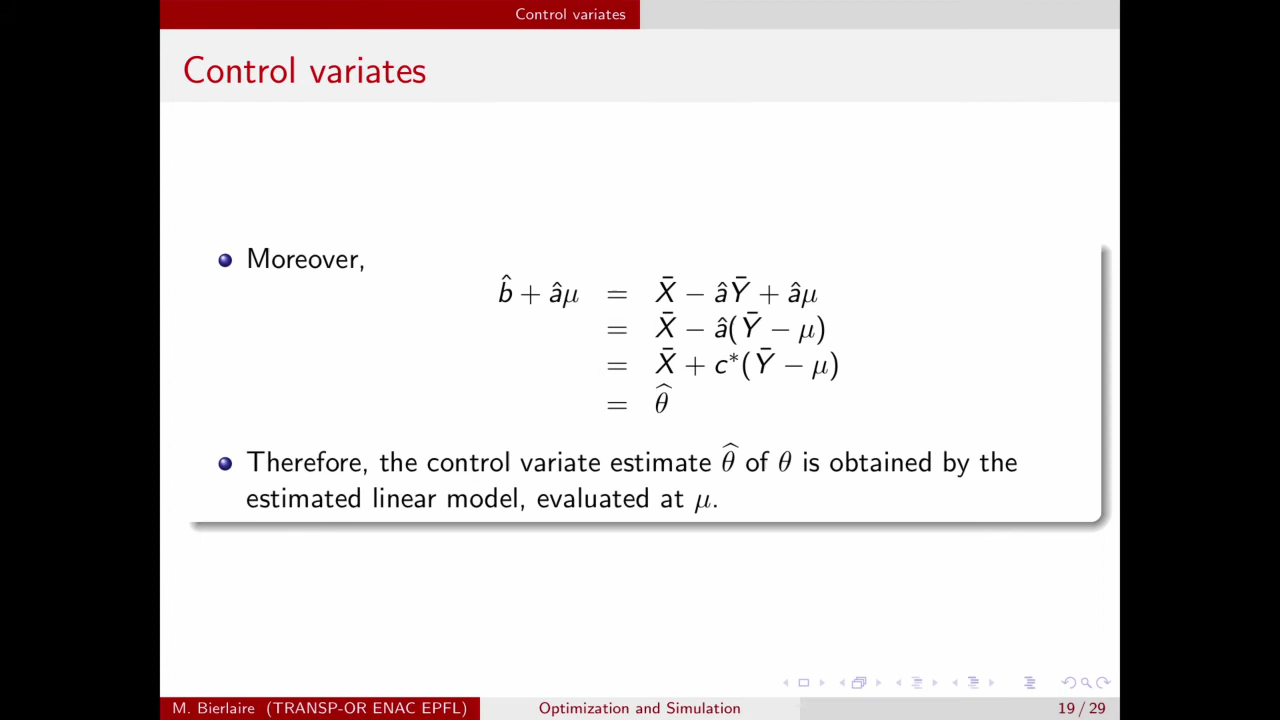 Control variates
Control variates
Moreover,
b̂ + âμ = X̄ − âȲ + âμ
= X̄ − â(Ȳ − μ)
= X̄ + c*(Ȳ − μ)
= θ̂
Therefore, the control variate estimate θ̂ of θ is obtained by the
estimated linear model, evaluated at μ.
M. Bierlaire (TRANSP-OR ENAC EPFL) Optimization and Simulation 19 / 29